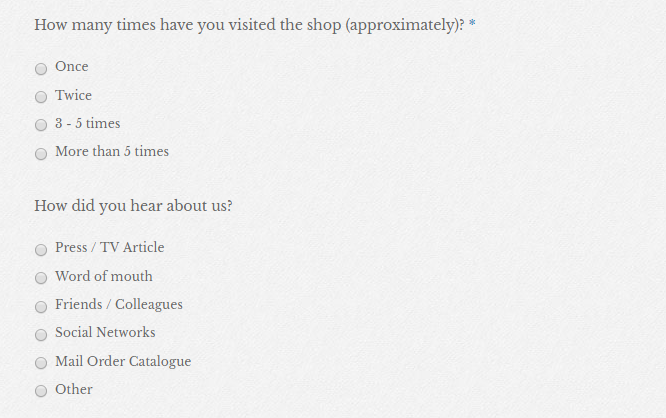 How many times have you visited the shop (approximately)? *
Once
Twice
3 - 5 times
More than 5 times
How did you hear about us?
Press / TV Article
Word of mouth
Friends / Colleagues
Social Networks
Mail Order Catalogue
Other